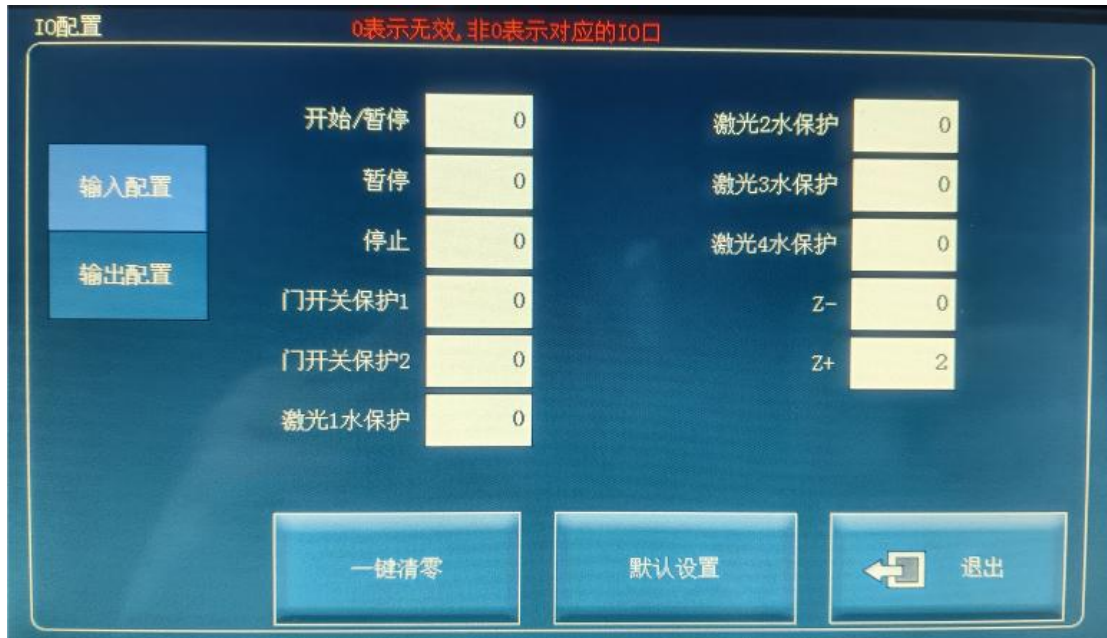 IO配置
0表示无效,非0表示对应的IO口
输入配置
输出配置
开始/暂停 0
暂停 0
停止 0
门开关保护1 0
门开关保护2 0
激光1水保护 0
激光2水保护 0
激光3水保护 0
激光4水保护 0
Z- 0
Z+ 2
一键清零
默认设置
退出